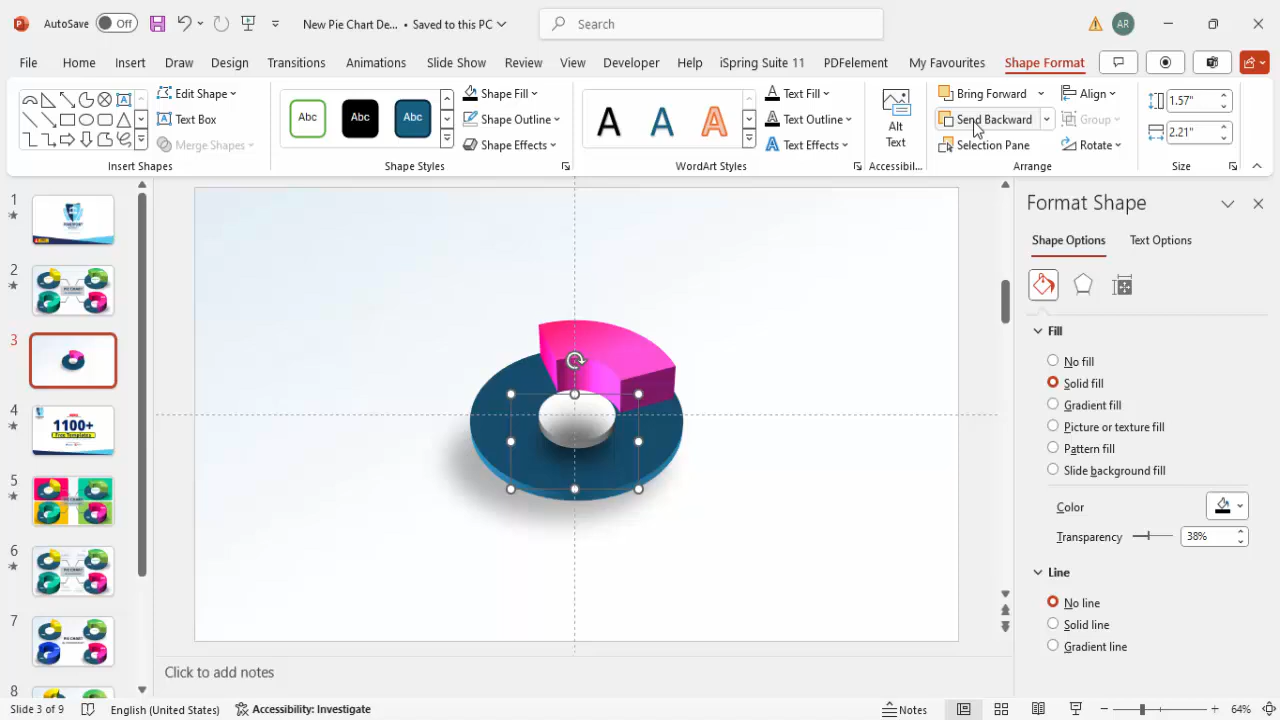 AutoSave Off New Pie Chart De... - Saved to this PC Search AR
File Home Insert Draw Design Transitions Animations Slide Show Review View Developer Help iSpring Suite 11 PDFelement My Favourites Shape Format
Edit Shape
Text Box
Merge Shapes
Insert Shapes
Abc Abc Abc
Shape Fill
Shape Outline
Shape Effects
Shape Styles
A A A
Text Fill
Text Outline
Text Effects
WordArt Styles
Alt
Text
Accessibil...
Bring Forward
Send Backward
Selection Pane
Align
Group
Rotate
Arrange
1.57"
2.21"
Size
1
2
3
4
1100+
5
6
7
8
Format Shape
Shape Options Text Options
Fill
No fill
Solid fill
Gradient fill
Picture or texture fill
Pattern fill
Slide background fill
Color
Transparency 38%
Line
No line
Solid line
Gradient line
Click to add notes
Slide 3 of 9 English (United States) Accessibility: Investigate Notes 64%